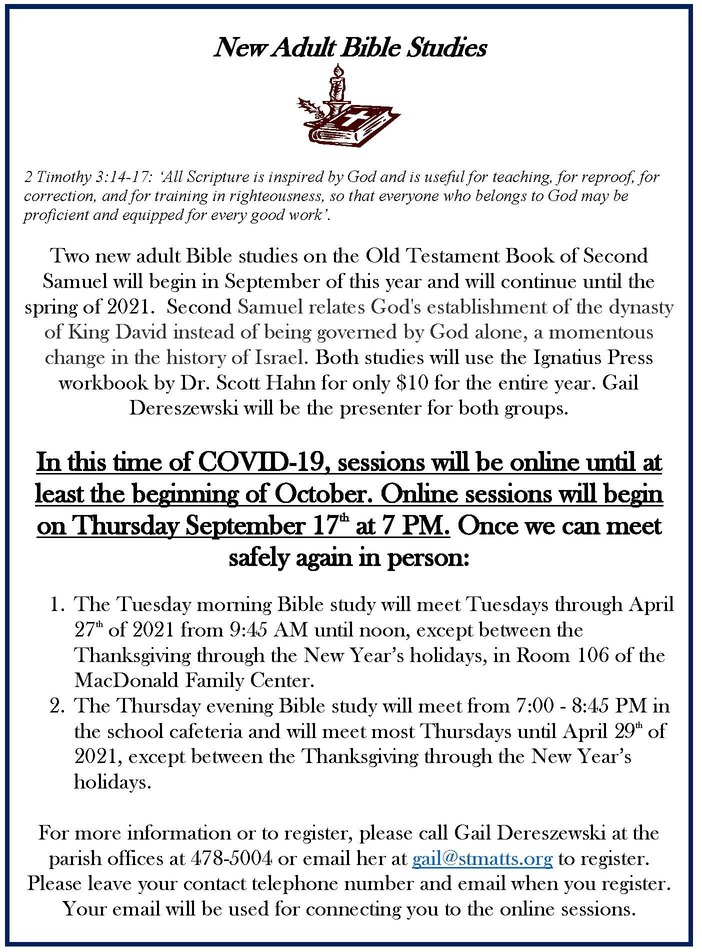 New Adult Bible Studies
2 Timothy 3:14-17: ‘All Scripture is inspired by God and is useful for teaching, for reproof, for
correction, and for training in righteousness, so that everyone who belongs to God may be
proficient and equipped for every good work’.
Two new adult Bible studies on the Old Testament Book of Second
Samuel will begin in September of this year and will continue until the
spring of 2021.  Second Samuel relates God's establishment of the dynasty
of King David instead of being governed by God alone, a momentous
change in the history of Israel. Both studies will use the Ignatius Press
workbook by Dr. Scott Hahn for only $10 for the entire year. Gail
Dereszewski will be the presenter for both groups.
In this time of COVID-19, sessions will be online until at
least the beginning of October. Online sessions will begin
on Thursday September 17th at 7 PM. Once we can meet
safely again in person:
1. The Tuesday morning Bible study will meet Tuesdays through April
27th of 2021 from 9:45 AM until noon, except between the
Thanksgiving through the New Year’s holidays, in Room 106 of the
MacDonald Family Center.
2. The Thursday evening Bible study will meet from 7:00 - 8:45 PM in
the school cafeteria and will meet most Thursdays until April 29th of
2021, except between the Thanksgiving through the New Year’s
holidays.
For more information or to register, please call Gail Dereszewski at the
parish offices at 478-5004 or email her at gail@stmatts.org to register.
Please leave your contact telephone number and email when you register.
Your email will be used for connecting you to the online sessions.